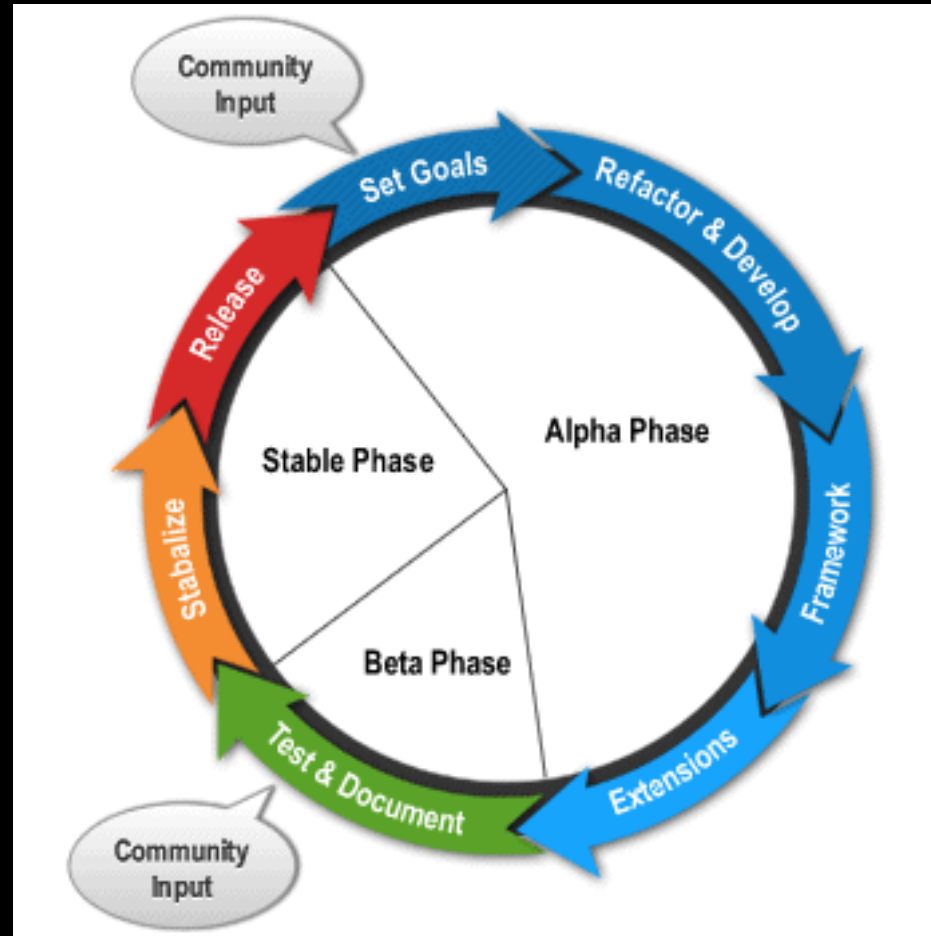 Community
Input
Set Goals
Refactor & Develop
Release
Alpha Phase
Stable Phase
Framework
Stabalize
Beta Phase
Extensions
Test & Document
Community
Input